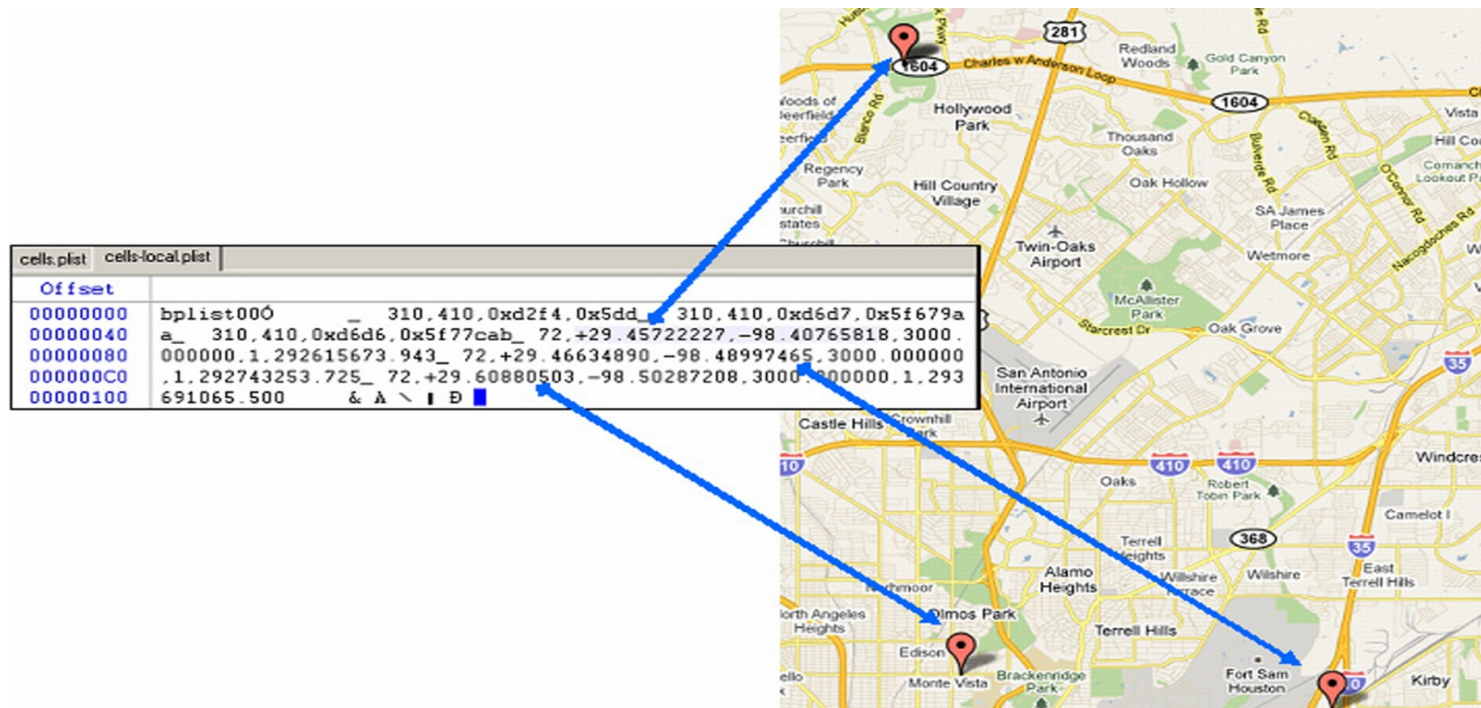 cells.plist cells-local.plist
Offset
00000000 bplist00Ó _ 310,410,0xd2f4,0x5dd_ 310,410,0xd6d7,0x5f679a
00000040 a_ 310,410,0xd6d6,0x5f77cab_ 72,+29.45722227,-98.40765818,3000.
00000080 000000,1,292615673.943_ 72,+29.46634890,-98.48997465,3000.000000
000000C0 ,1,292743253.725_ 72,+29.60880503,-98.50287208,3000.000000,1,293
00000100 691065.500 & A \ ı Đ
281
Redland
Woods
Gold Canyon
Park
1604
Charles w Anderson Loop
1604
Blanco Rd
Hollywood
Park
Vista
Thousand
Oaks
Bulverde Rd
Classen Rd
Regency
Park
Hill Country
Village
Oak Hollow
O'Connor Rd
Lookout
SA James
Place
Twin-Oaks
Airport
Wetmore
Nacogdoches Rd
McAllister
Park
Starcrest Dr
Oak Grove
35
San Antonio
International
Airport
Castle Hills
Crownhill
Park
10
410
410
Windcre
Oaks
Robert
Tobin Park
Camelot I
368
35
Terrell
Heights
East
Terrell Hills
Alamo
Heights
Wilshire
Terrace
Wilshire
Northmoor
Olmos Park
Angeles
Heights
Terrell Hills
Edison
Monte Vista
Brackenridge
Park
Fort Sam
Houston
Kirby